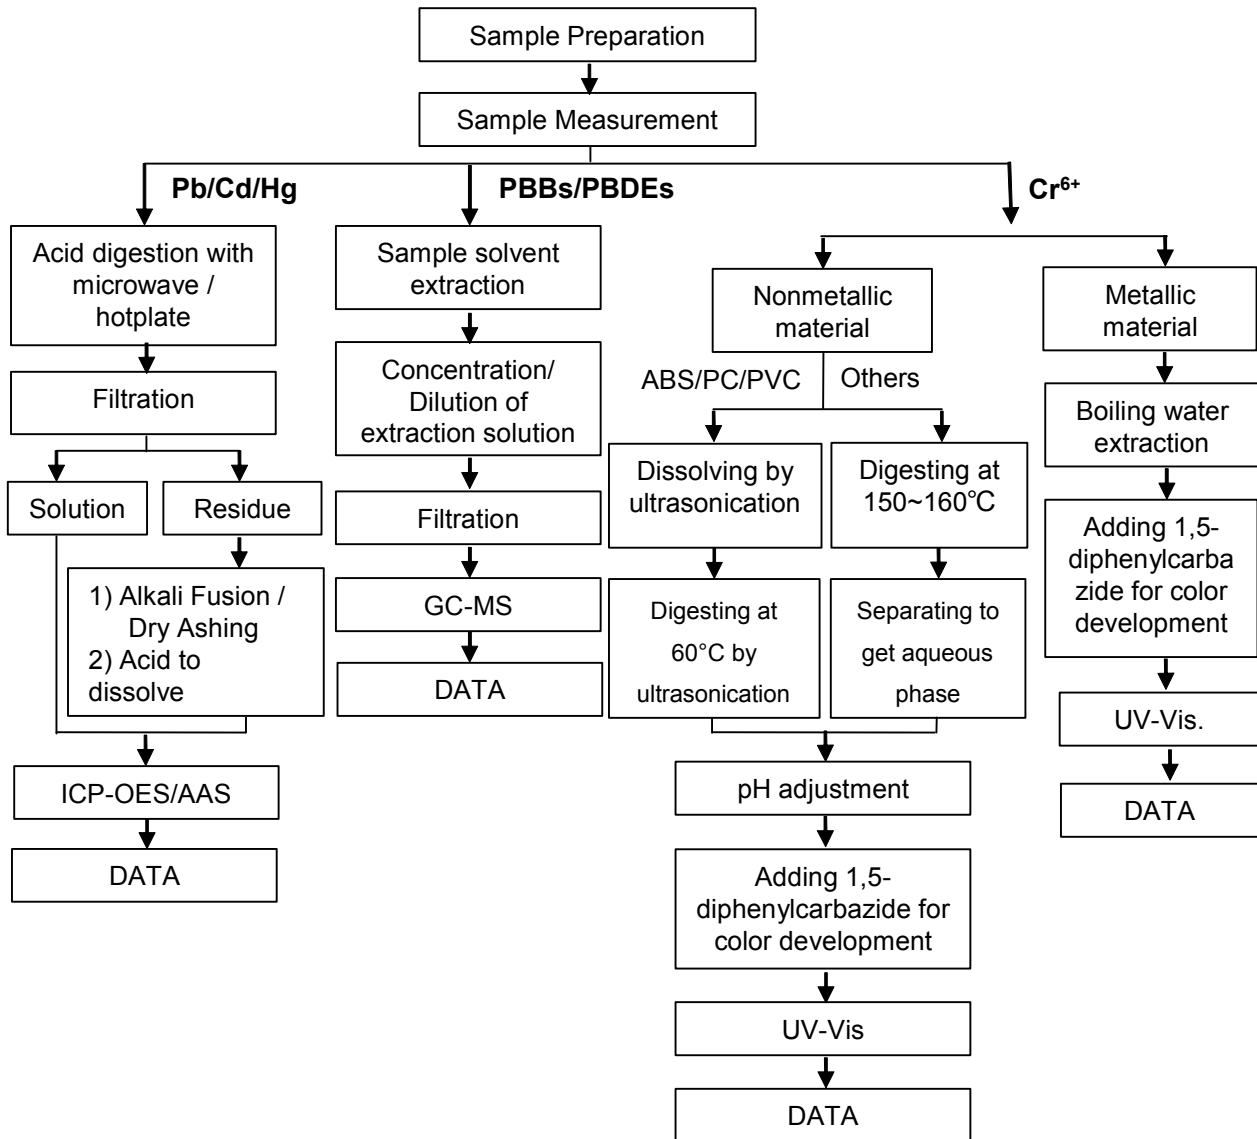 Sample Preparation
Sample Measurement
Pb/Cd/Hg
PBBs/PBDEs
Cr⁶⁺
Acid digestion with
microwave /
hotplate
Filtration
Solution
Residue
1) Alkali Fusion /
Dry Ashing
2) Acid to
dissolve
ICP-OES/AAS
DATA
Sample solvent
extraction
Concentration/
Dilution of
extraction solution
Filtration
GC-MS
DATA
Nonmetallic
material
ABS/PC/PVC
Others
Dissolving by
ultrasonication
Digesting at
60°C by
ultrasonication
Digesting at
150~160℃
Separating to
get aqueous
phase
pH adjustment
Adding 1,5-
diphenylcarbazide for
color development
UV-Vis
DATA
Metallic
material
Boiling water
extraction
Adding 1,5-
diphenylcarba
zide for color
development
UV-Vis.
DATA